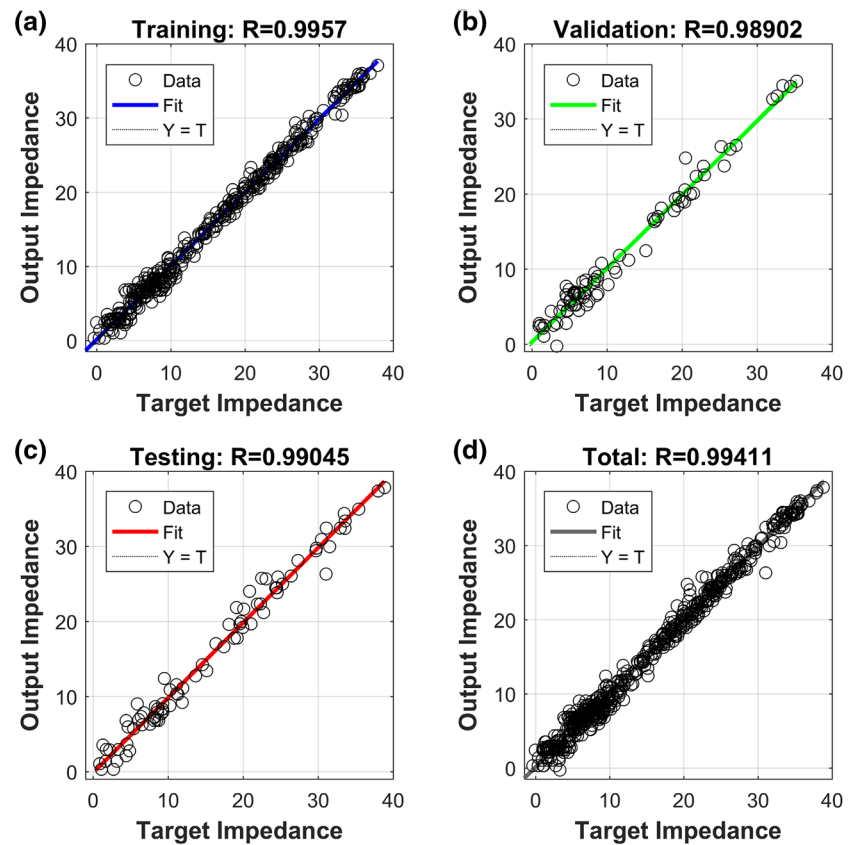 (a)
Training: R=0.9957
Output Impedance
40
30
20
10
0
Data
Fit
Y = T
0 10 20 30 40
Target Impedance
(b)
Validation: R=0.98902
Output Impedance
40
30
20
10
0
Data
Fit
Y = T
0 10 20 30 40
Target Impedance
(c)
Testing: R=0.99045
Output Impedance
40
30
20
10
0
Data
Fit
Y = T
0 10 20 30 40
Target Impedance
(d)
Total: R=0.99411
Output Impedance
40
30
20
10
0
Data
Fit
Y = T
0 10 20 30 40
Target Impedance